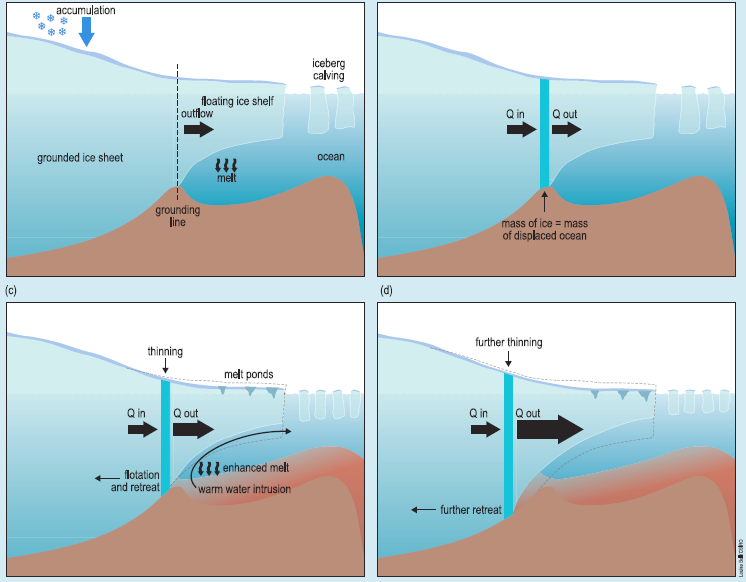 accumulation
iceberg
calving
floating ice shelf
outflow
grounded ice sheet
ocean
melt
grounding
line
Q in
Q out
mass of ice = mass
of displaced ocean
(c)
thinning
melt ponds
Q in
Q out
flotation
and retreat
enhanced melt
warm water intrusion
(d)
further thinning
Q in
Q out
further retreat